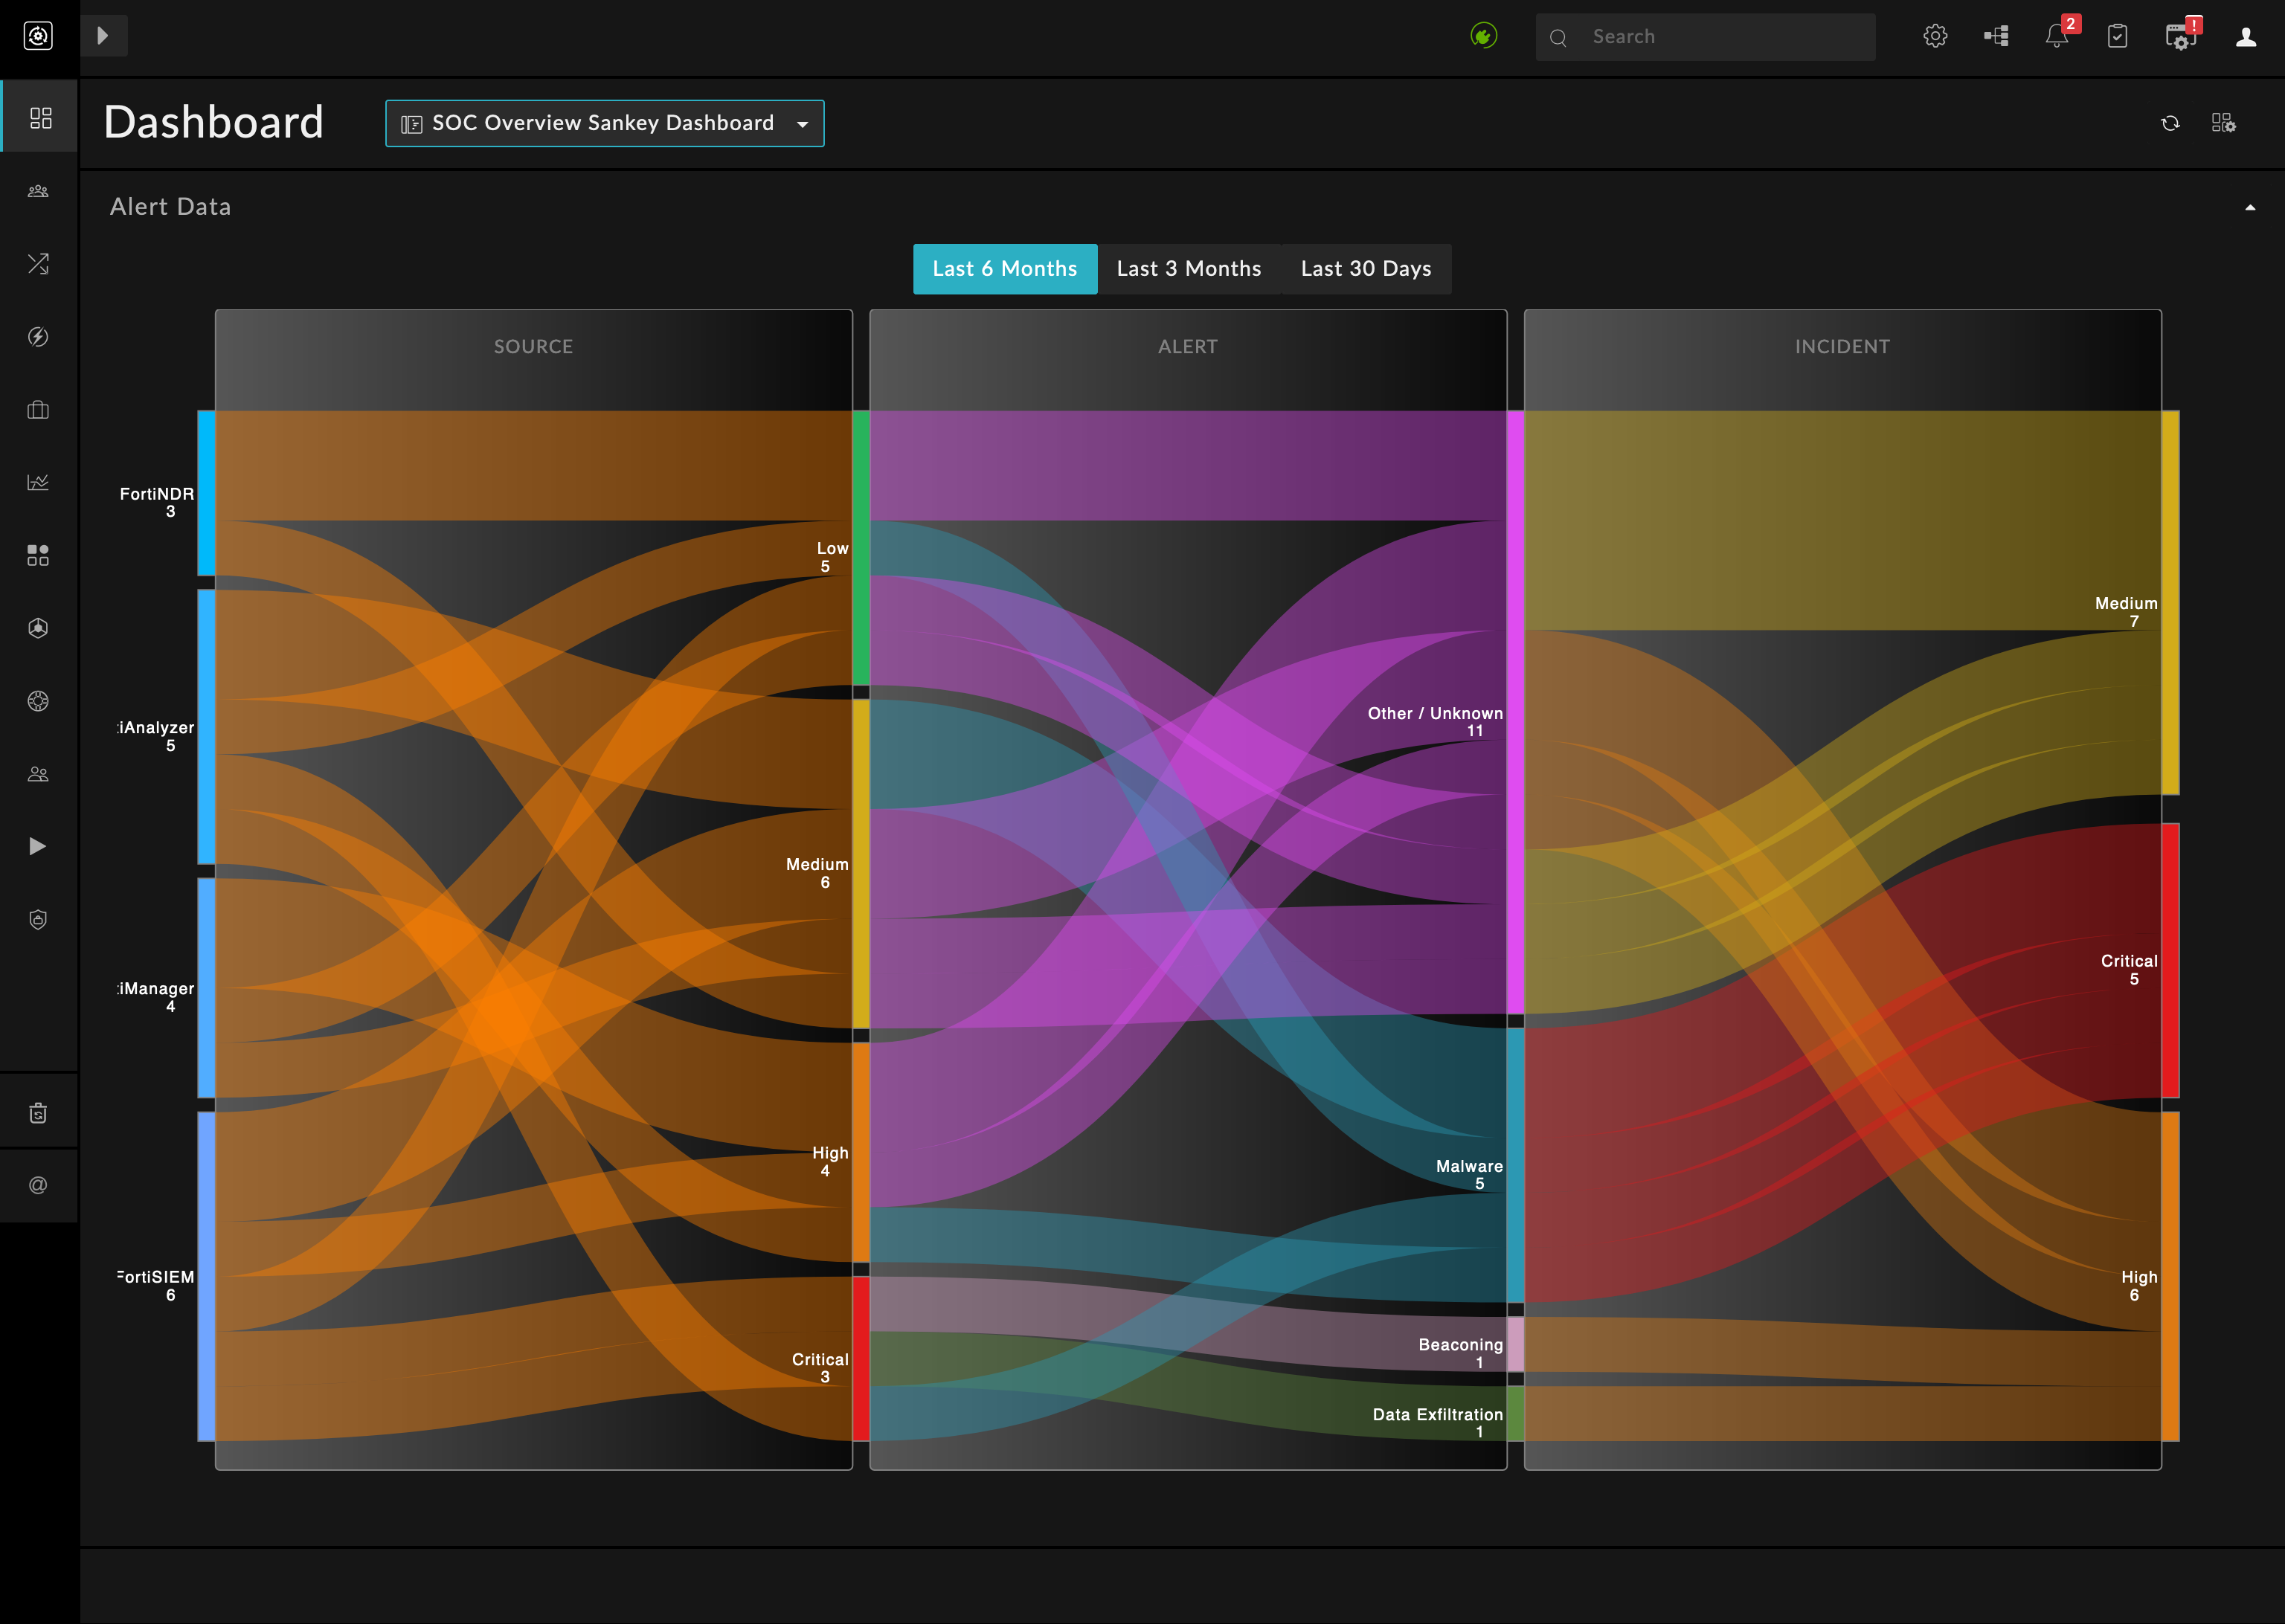 Search
2
!
Dashboard
SOC Overview Sankey Dashboard
Alert Data
Last 6 Months
Last 3 Months
Last 30 Days
SOURCE
ALERT
INCIDENT
FortiNDR
3
iAnalyzer
5
iManager
4
FortiSIEM
6
Low
5
Medium
6
High
4
Critical
3
Other / Unknown
11
Malware
5
Beaconing
1
Data Exfiltration
1
Medium
7
Critical
5
High
6